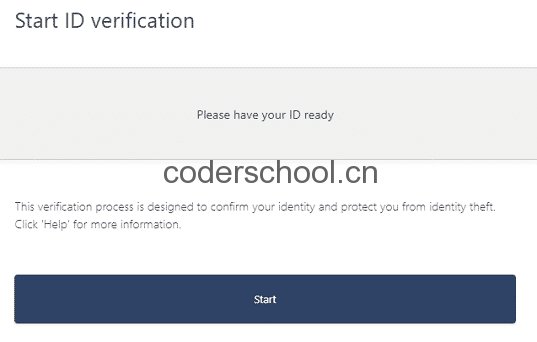 Start ID verification
Please have your ID ready
coderschool.cn
This verification process is designed to confirm your identity and protect you from identity theft.
Click 'Help' for more information.
Start